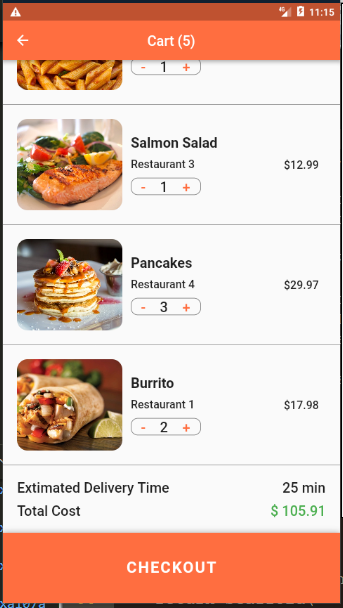 11:15
Cart (5)
- 1 +
Salmon Salad
Restaurant 3
$12.99
- 1 +
Pancakes
Restaurant 4
$29.97
- 3 +
Burrito
Restaurant 1
$17.98
- 2 +
Extimated Delivery Time 25 min
Total Cost $ 105.91
CHECKOUT